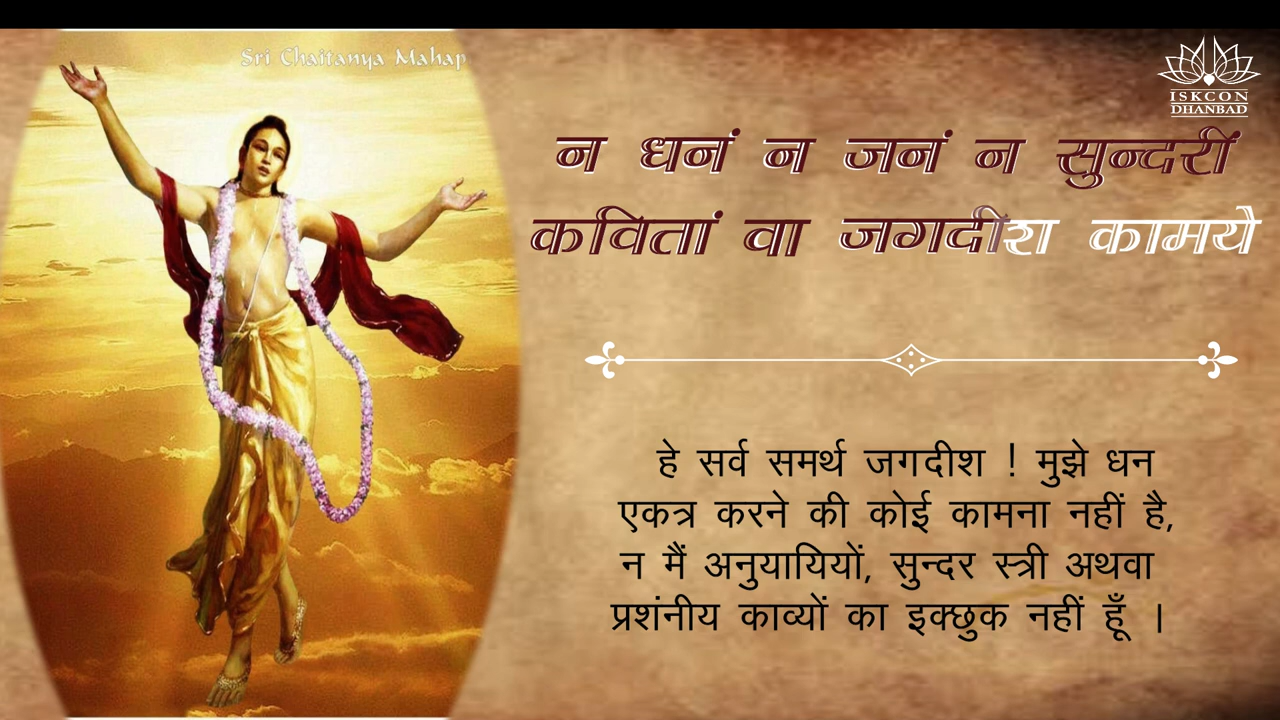 Sri Chaitanya Mahap
ISKCON
DHANBAD
न धनं न जनं न सुन्दरीं
कवितां वा जगदीश कामये
हे सर्व समर्थ जगदीश ! मुझे धन
एकत्र करने की कोई कामना नहीं है,
न मैं अनुयायियों, सुन्दर स्त्री अथवा
प्रशंनीय काव्यों का इक्छुक नहीं हूँ ।